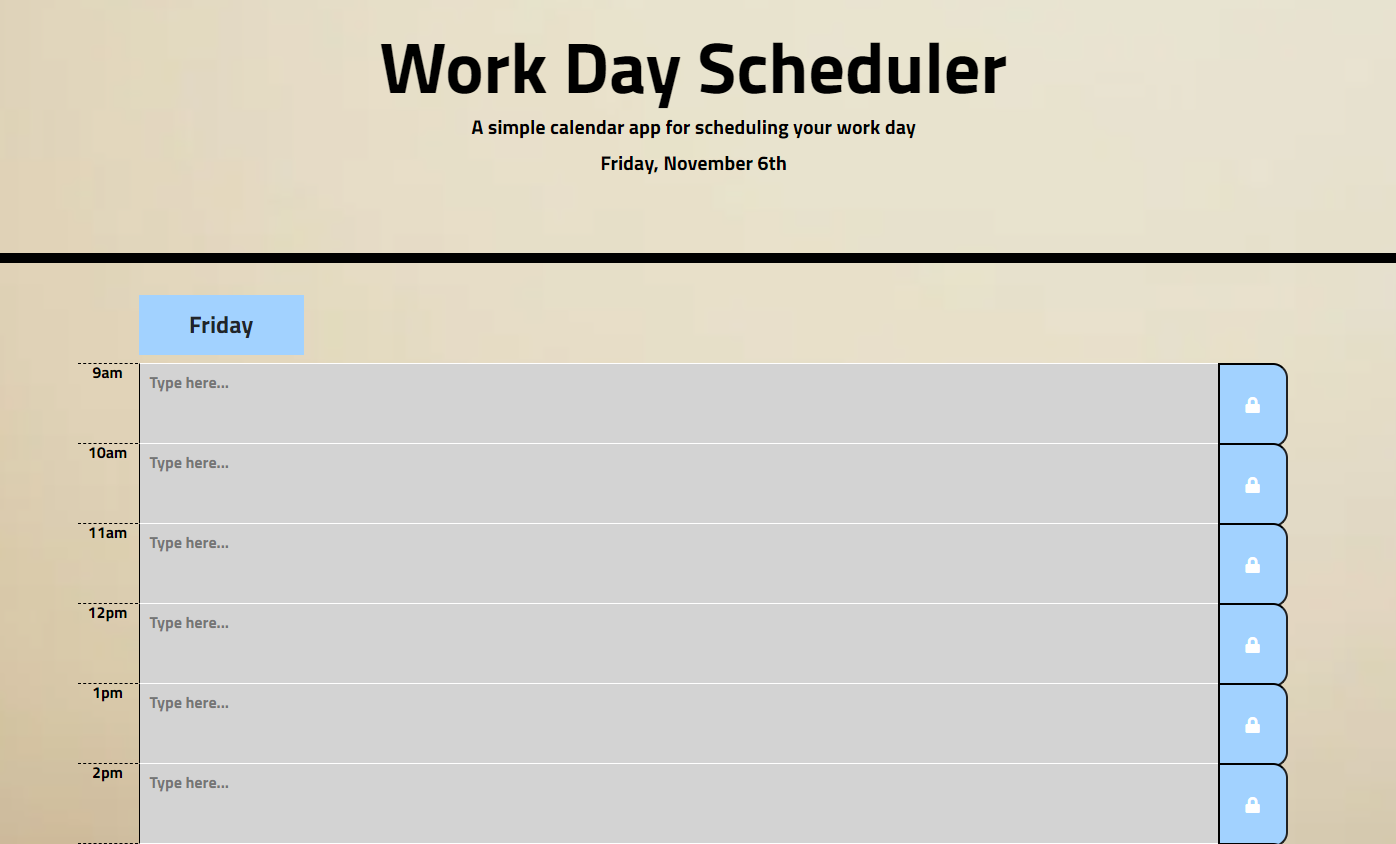 Work Day Scheduler
A simple calendar app for scheduling your work day
Friday, November 6th
Friday
9am
Type here...
10am
Type here...
11am
Type here...
12pm
Type here...
1pm
Type here...
2pm
Type here...